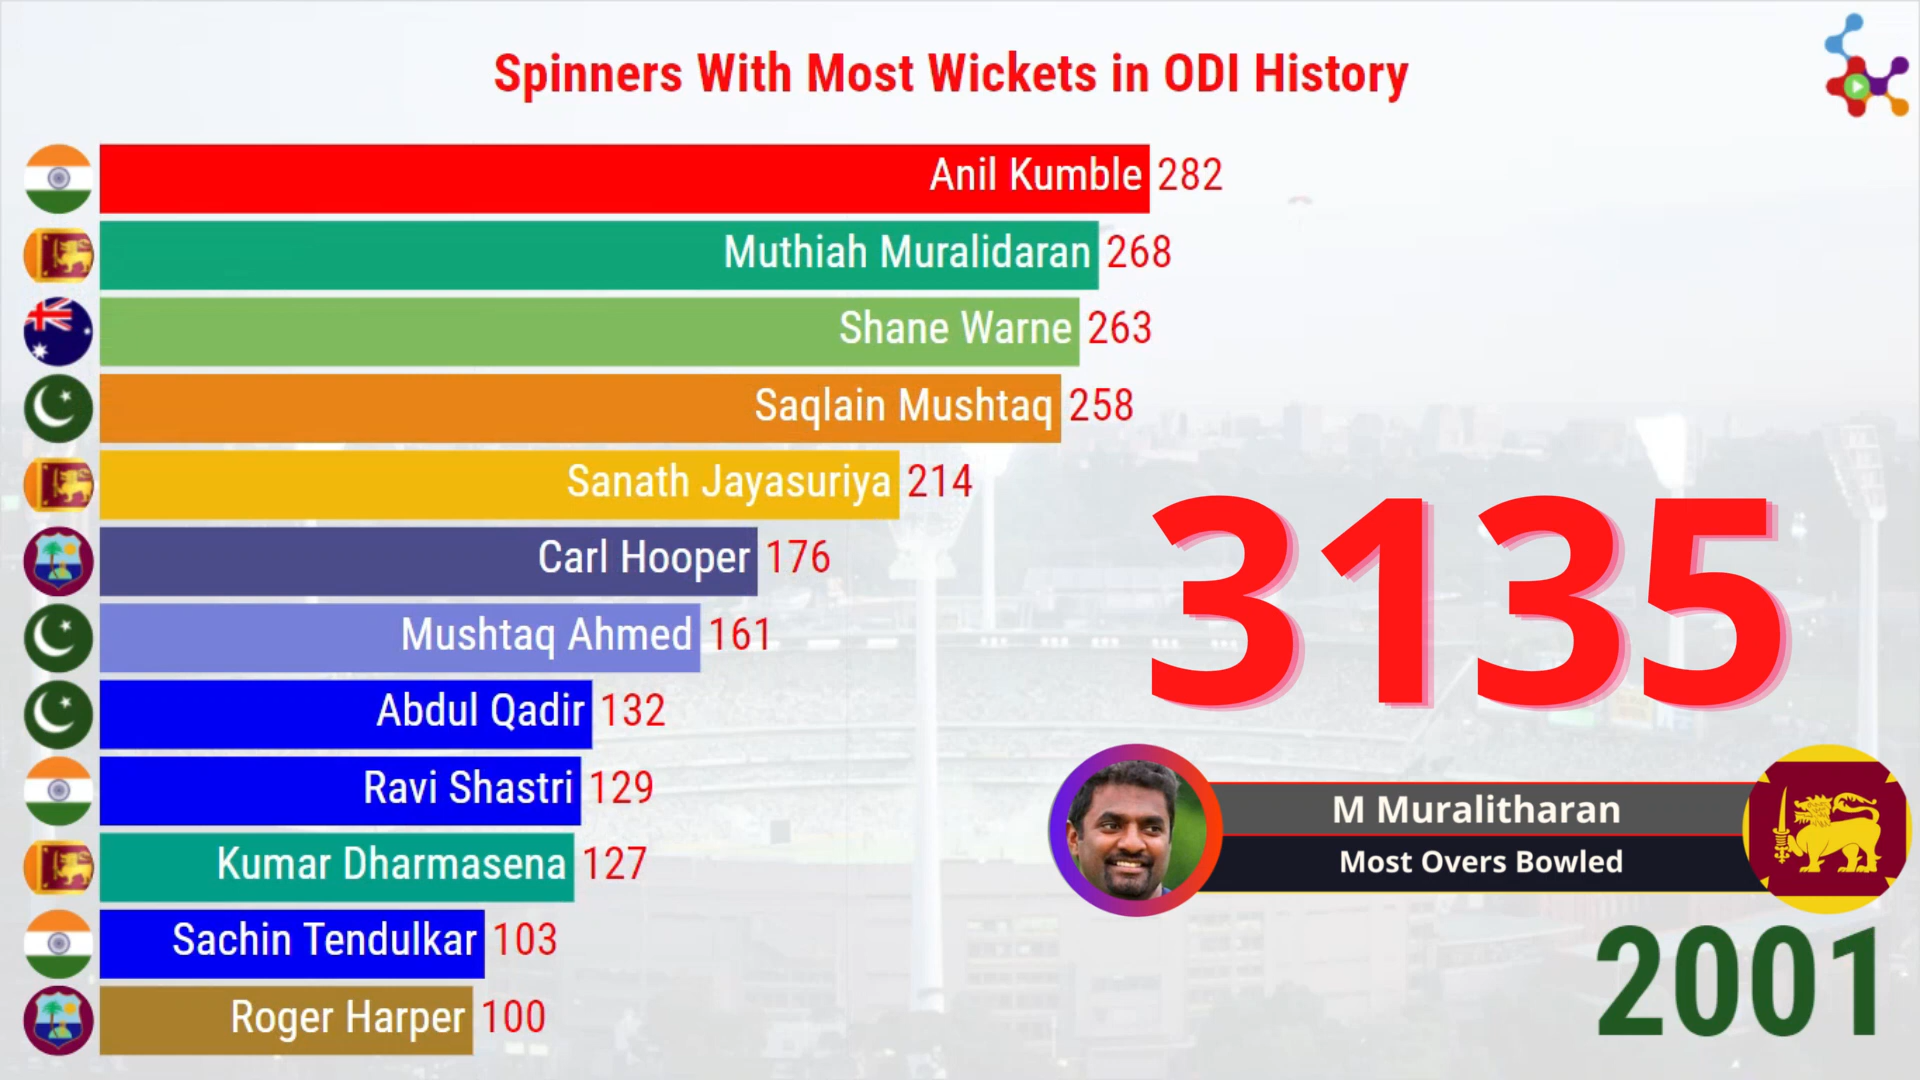 Spinners With Most Wickets in ODI History
Anil Kumble 282
Muthiah Muralidaran 268
Shane Warne 263
Saqlain Mushtaq 258
Sanath Jayasuriya 214
Carl Hooper 176
Mushtaq Ahmed 161
Abdul Qadir 132
Ravi Shastri 129
Kumar Dharmasena 127
Sachin Tendulkar 103
Roger Harper 100
3135
M Muralitharan
Most Overs Bowled
2001